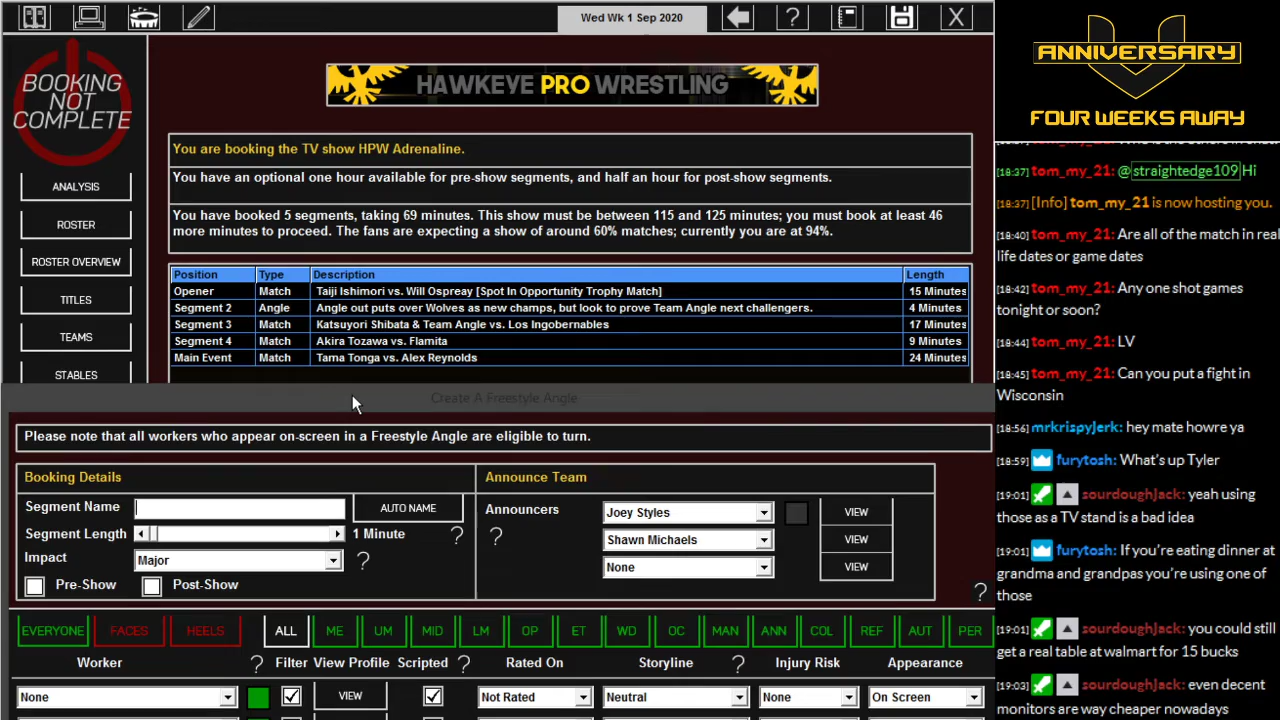 Wed Wk 1 Sep 2020
?
X
BOOKING
NOT
COMPLETE
ANALYSIS
ROSTER
ROSTER OVERVIEW
TITLES
TEAMS
STABLES
HAWKEYE PRO WRESTLING
You are booking the TV show HPW Adrenaline.
You have an optional one hour available for pre-show segments, and half an hour for post-show segments.
You have booked 5 segments, taking 69 minutes. This show must be between 115 and 125 minutes; you must book at least 46
more minutes to proceed. The fans are expecting a show of around 60% matches; currently you are at 94%.
Position Type Description Length
Opener Match Taiji Ishimori vs. Will Ospreay [Spot In Opportunity Trophy Match] 15 Minutes
Segment 2 Angle Angle out puts over Wolves as new champs, but look to prove Team Angle next challengers. 4 Minutes
Segment 3 Match Katsuyori Shibata & Team Angle vs. Los Ingobernables 17 Minutes
Segment 4 Match Akira Tozawa vs. Flamita 9 Minutes
Main Event Match Tama Tonga vs. Alex Reynolds 24 Minutes
Create A Freestyle Angle
Please note that all workers who appear on-screen in a Freestyle Angle are eligible to turn.
Booking Details
Segment Name AUTO NAME
Segment Length 1 Minute ?
Impact Major ?
Pre-Show Post-Show
Announce Team
Announcers Joey Styles VIEW
? Shawn Michaels VIEW
None VIEW
?
EVERYONE FACES HEELS ALL ME UM MID LM OP ET WD OC MAN ANN COL REF AUT PER
Worker ? Filter View Profile Scripted ? Rated On Storyline ? Injury Risk Appearance
None VIEW Not Rated Neutral None On Screen
ANNIVERSARY
FOUR WEEKS AWAY
[18:37] tom_my_21: @straightedge109 Hi
[18:37] [Info] tom_my_21 is now hosting you.
[18:40] tom_my_21: Are all of the match in real
life dates or game dates
[18:42] tom_my_21: Any one shot games
tonight or soon?
[18:44] tom_my_21: LV
[18:45] tom_my_21: Can you put a fight in
Wisconsin
[18:56] mrkrispyJerk: hey mate howre ya
[18:59] furytosh: What's up Tyler
[19:01] sourdoughJack: yeah using
those as a TV stand is a bad idea
[19:01] furytosh: If you're eating dinner at
grandma and grandpas you're using one of
those
[19:01] sourdoughJack: you could still
get a real table at walmart for 15 bucks
[19:03] sourdoughJack: even decent
monitors are way cheaper nowadays